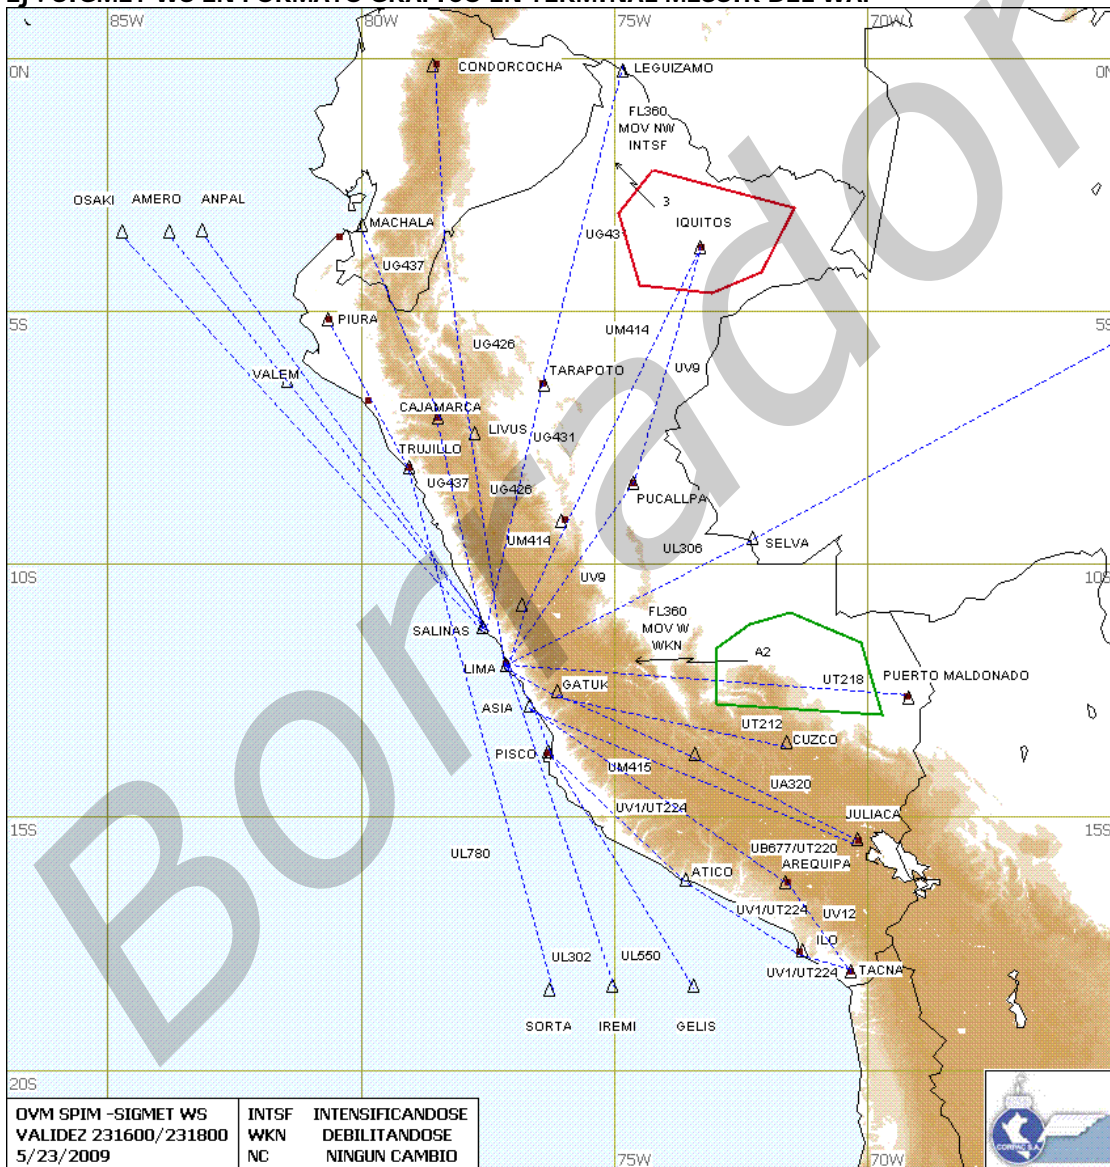 Ej : SIGMET WS EN FORMATO GRAFICO EN TERMINAL MESSIR DEL WAF
85W
80W
75W
70W
0N
0N
CONDORCOCHA
LEGUIZAMO
FL360
MOV NW
INTSF
OSAKI
AMERO
ANPAL
3
MACHALA
IQUITOS
UG431
UG437
5S
5S
PIURA
UM414
UG426
VALEM
TARAPOTO
UV9
CAJAMARCA
LIVUS
UG431
TRUJILLO
UG437
UG426
PUCALLPA
UM414
UL306
SELVA
10S
10S
UV9
FL360
MOV W
WKN
SALINAS
A2
LIMA
UT218
PUERTO MALDONADO
GATUK
ASIA
UT212
CUZCO
PISCO
UM415
UA320
UV1/UT224
JULIACA
15S
15S
UL780
UB677/UT220
AREQUIPA
ATICO
UV1/UT224
UV12
ILO
UL302
UL550
UV1/UT224
TACNA
SORTA
IREMI
GELIS
20S
75W
70W
OVM SPIM -SIGMET WS
VALIDEZ 231600/231800
5/23/2009
INTSF INTENSIFICANDOSE
WKN DEBILITANDOSE
NC NINGUN CAMBIO
CORPAC S.A.
Borrador